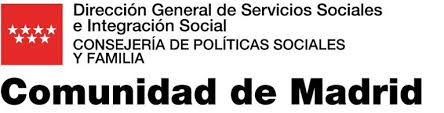 Dirección General de Servicios Sociales
e Integración Social
CONSEJERÍA DE POLÍTICAS SOCIALES
Y FAMILIA
Comunidad de Madrid